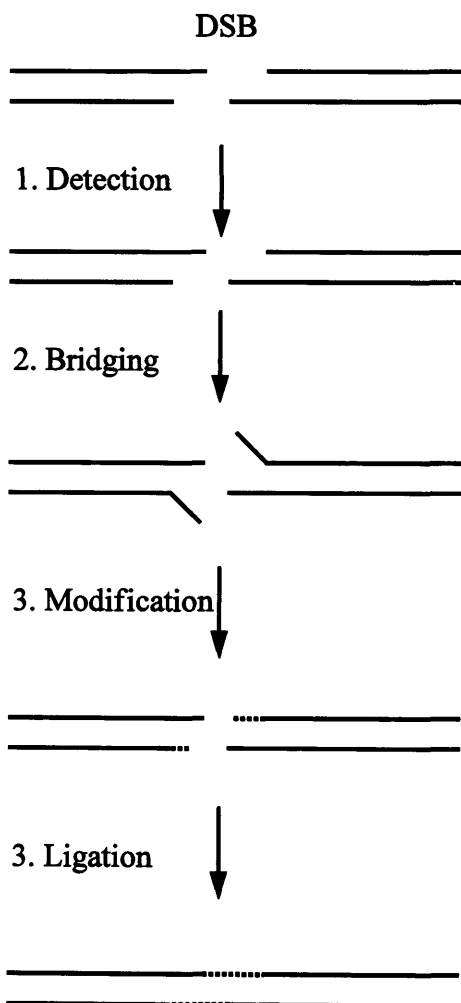 DSB
1. Detection
2. Bridging
3. Modification
3. Ligation